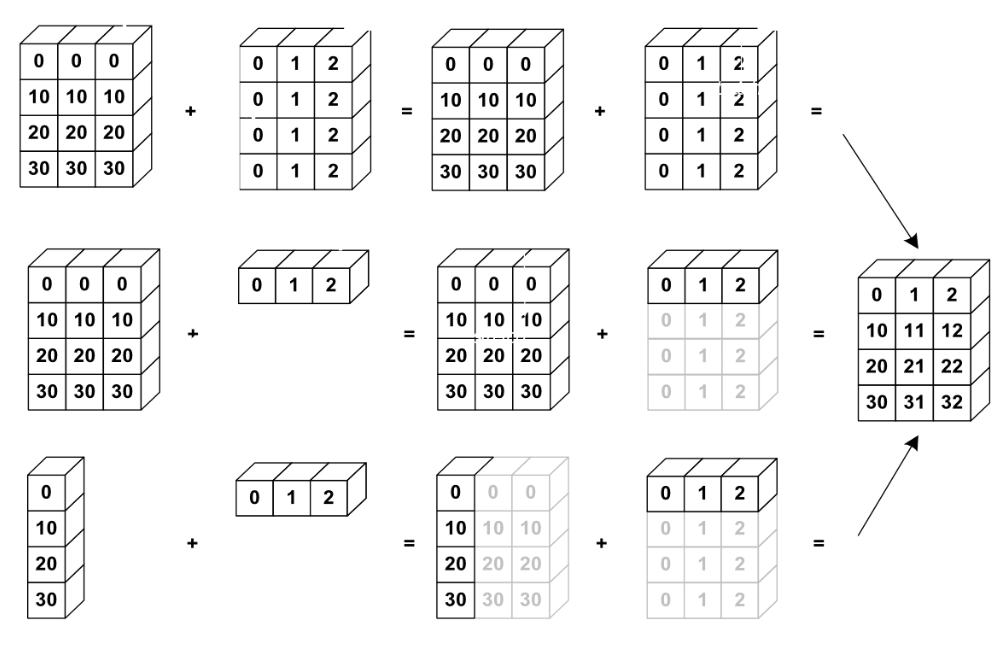 0 0 0 0 1 2 0 0 0 0 1 2
10 10 10 + 0 1 2 = 10 10 10 + 0 1 2 =
20 20 20 0 1 2 20 20 20 0 1 2
30 30 30 0 1 2 30 30 30 0 1 2
0 0 0 0 1 2 0 0 0 0 1 2
10 10 10 + = 10 10 10 + 0 1 2 =
20 20 20 20 20 20 0 1 2
30 30 30 30 30 30 0 1 2
0 1 2
10 11 12
20 21 22
30 31 32
0 0 1 2 0 0 0 0 1 2
10 + = 10 10 10 + 0 1 2 =
20 20 20 20 0 1 2
30 30 30 30 0 1 2